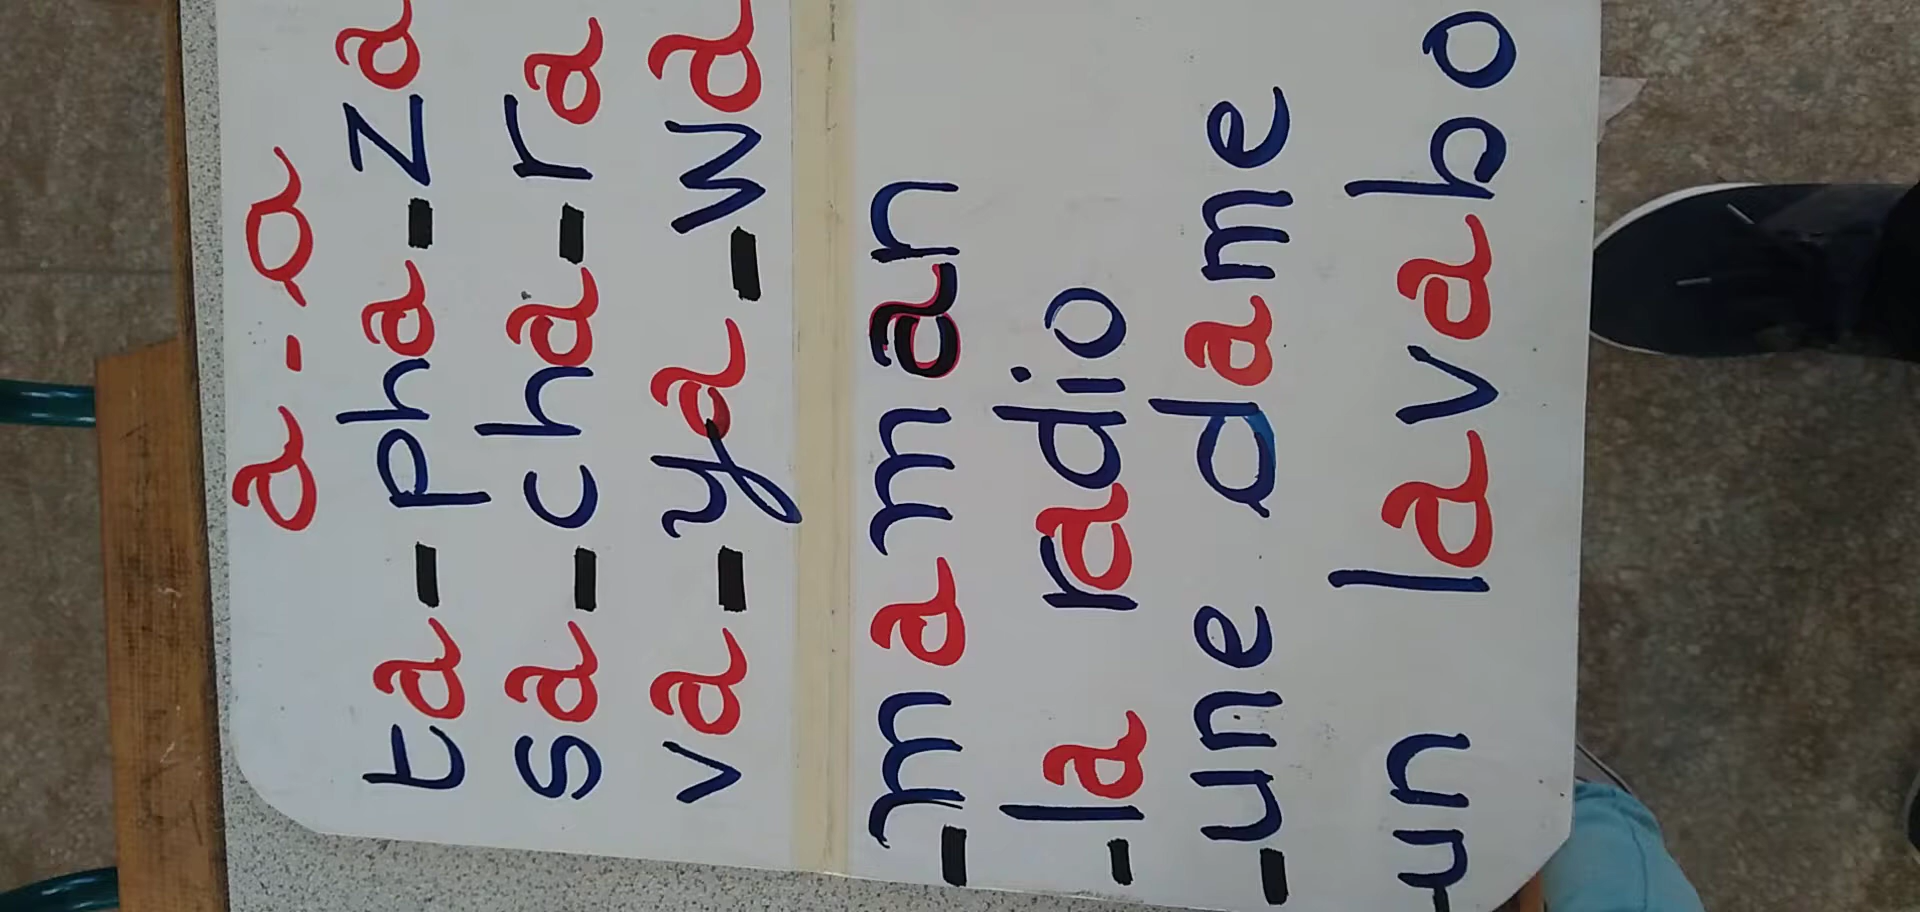 a - a
ta - pha - za
sa - cha - ra
va - ya - wa
- maman
- la radio
- une dame
- un lavabo